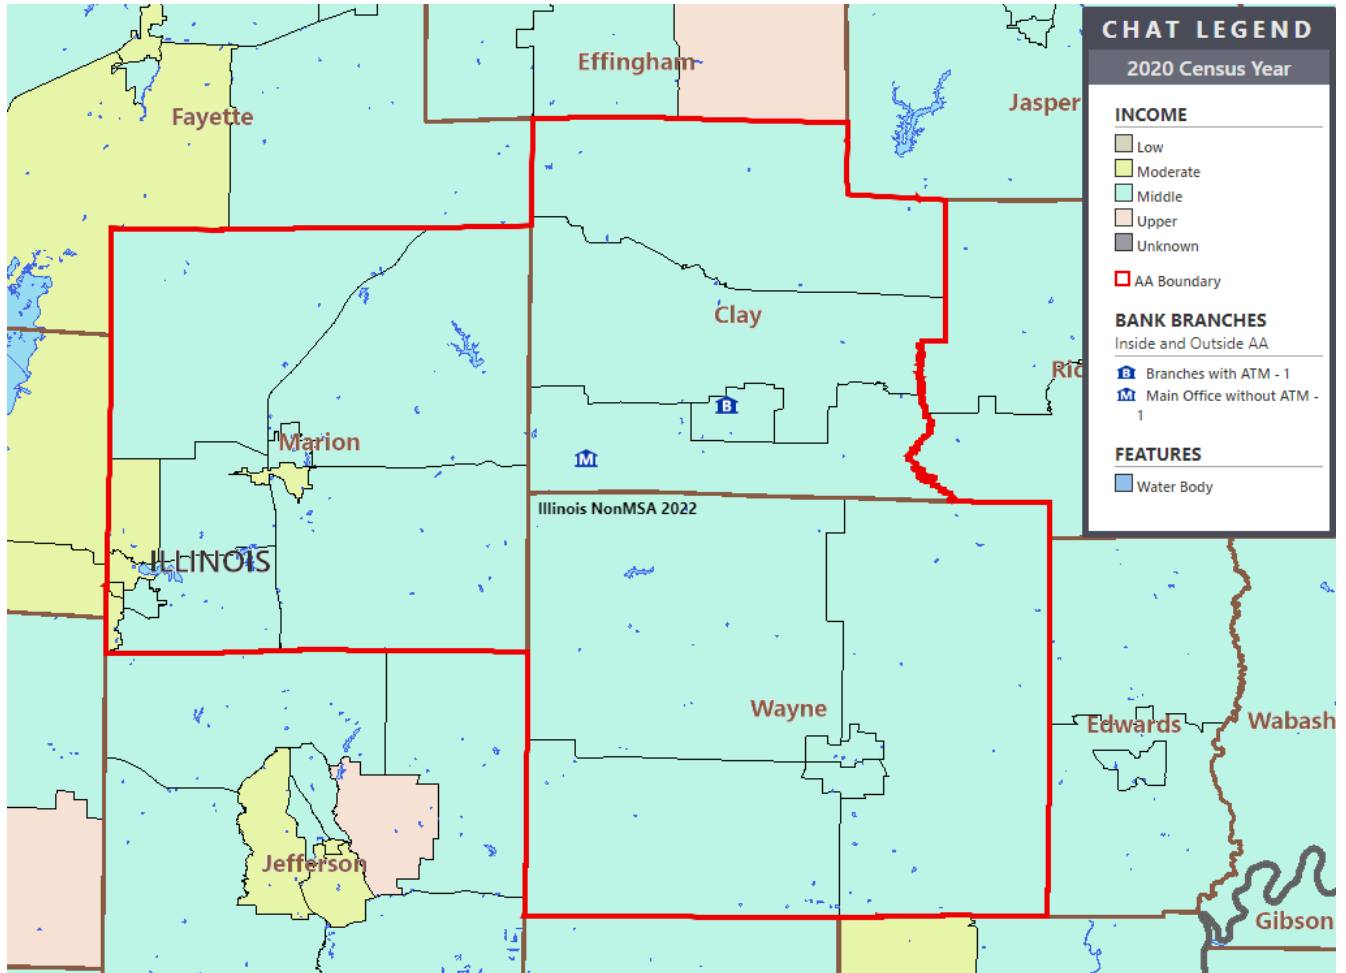 Effingham
Fayette
Jasper
Clay
Ric
Marion
Illinois NonMSA 2022
ILLINOIS
Wayne
Edwards
Wabash
Jefferson
Gibson
CHAT LEGEND
2020 Census Year
INCOME
Low
Moderate
Middle
Upper
Unknown
AA Boundary
BANK BRANCHES
Inside and Outside AA
B Branches with ATM - 1
M Main Office without ATM -
1
FEATURES
Water Body
B
M